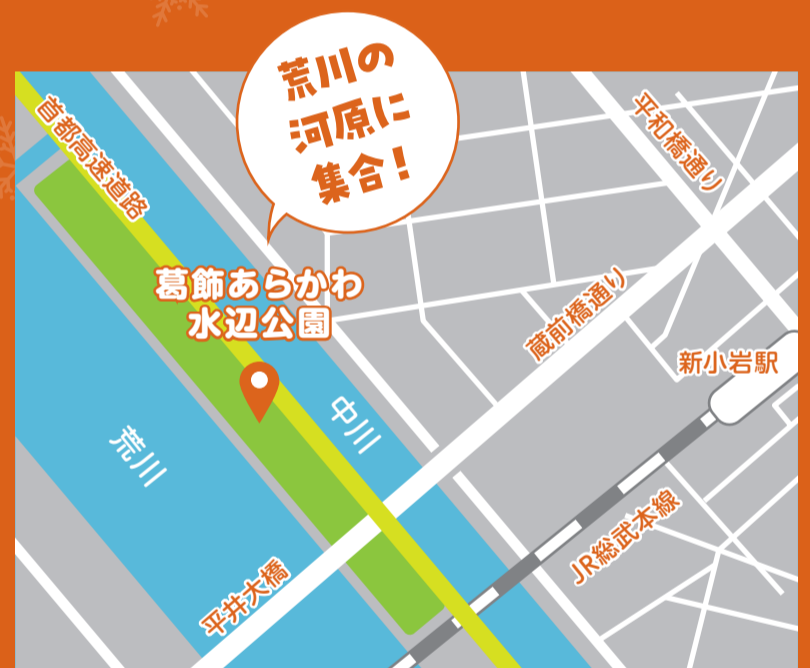 荒川の
河原に
集合!
首都高速道路
平和橋通り
葛飾あらかわ
水辺公園
蔵前橋通り
新小岩駅
中川
荒川
JR総武本線
平井大橋